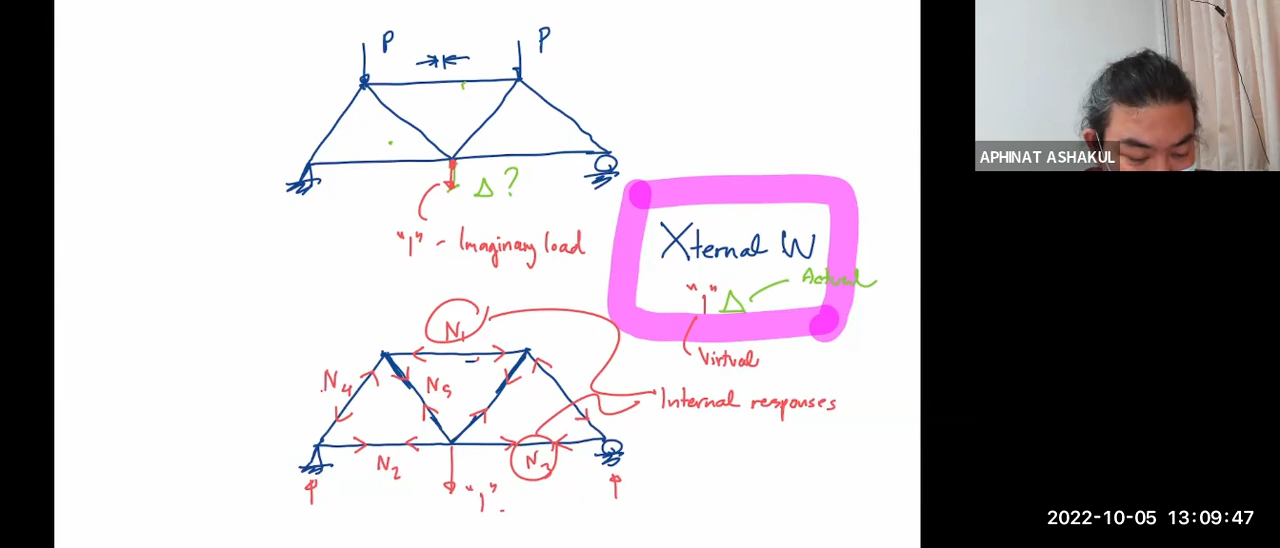 P
P
APHINAT ASHAKUL
Δ ?
"1" - Imaginary load
Xternal W
"1" Δ
Actual
Virtual
N1
N4
N5
Internal responses
N2
N3
"1"
2022-10-05 13:09:47